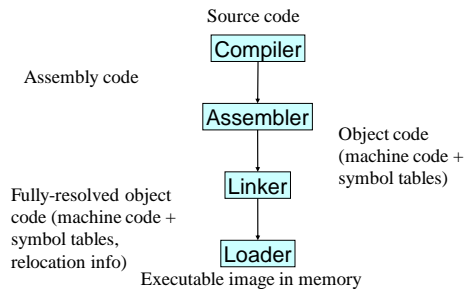 Source code
Compiler
Assembly code
Assembler
Object code
(machine code +
symbol tables)
Linker
Fully-resolved object
code (machine code +
symbol tables,
relocation info)
Loader
Executable image in memory